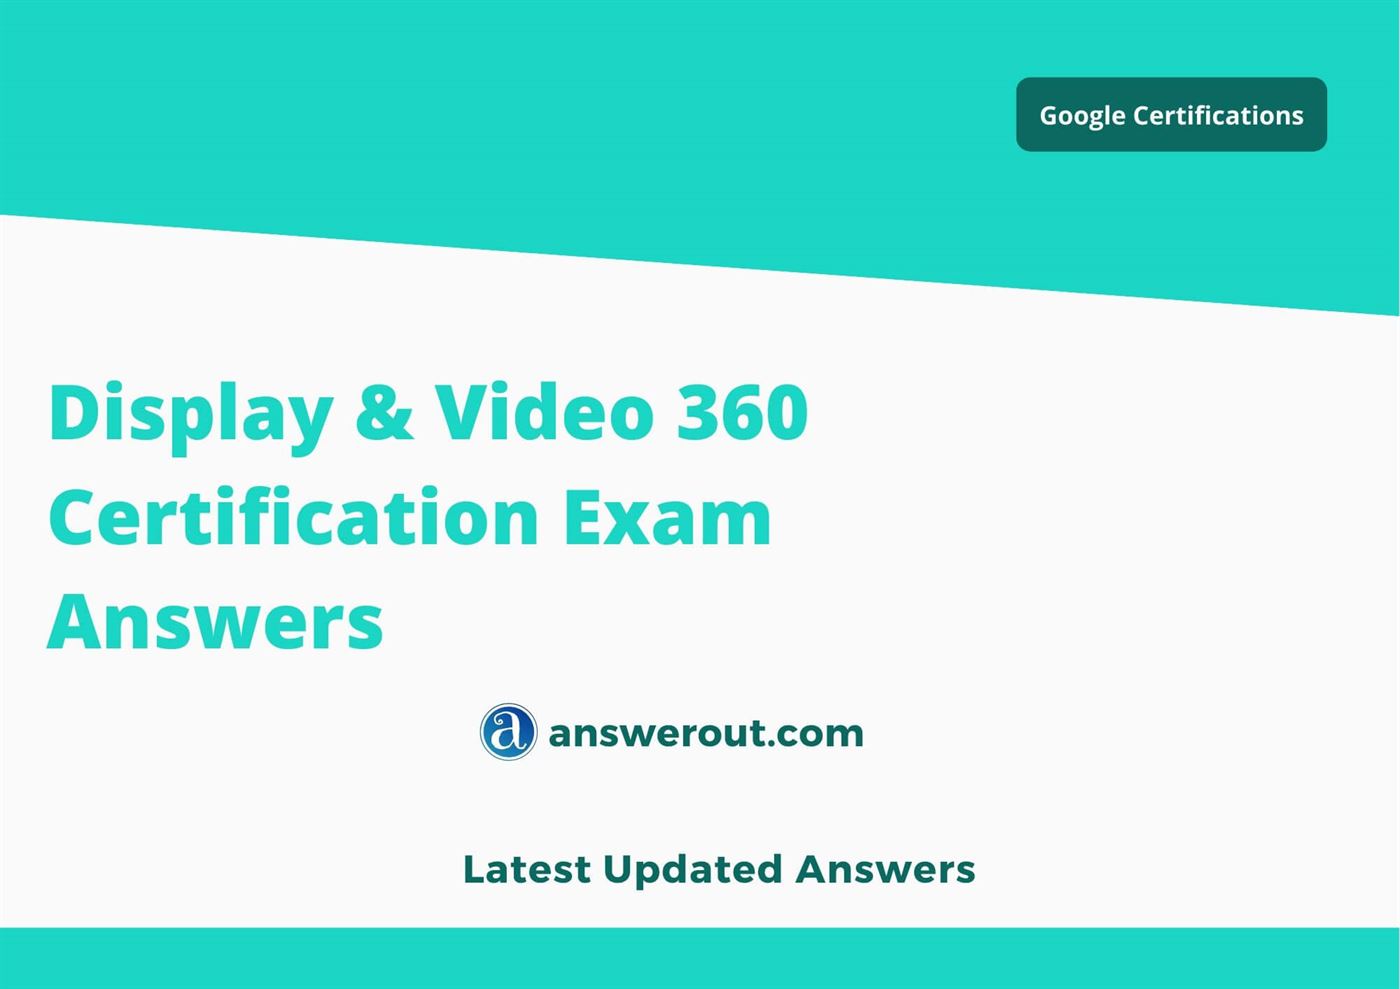 Google Certifications
Display & Video 360
Certification Exam
Answers
a answerout.com
Latest Updated Answers